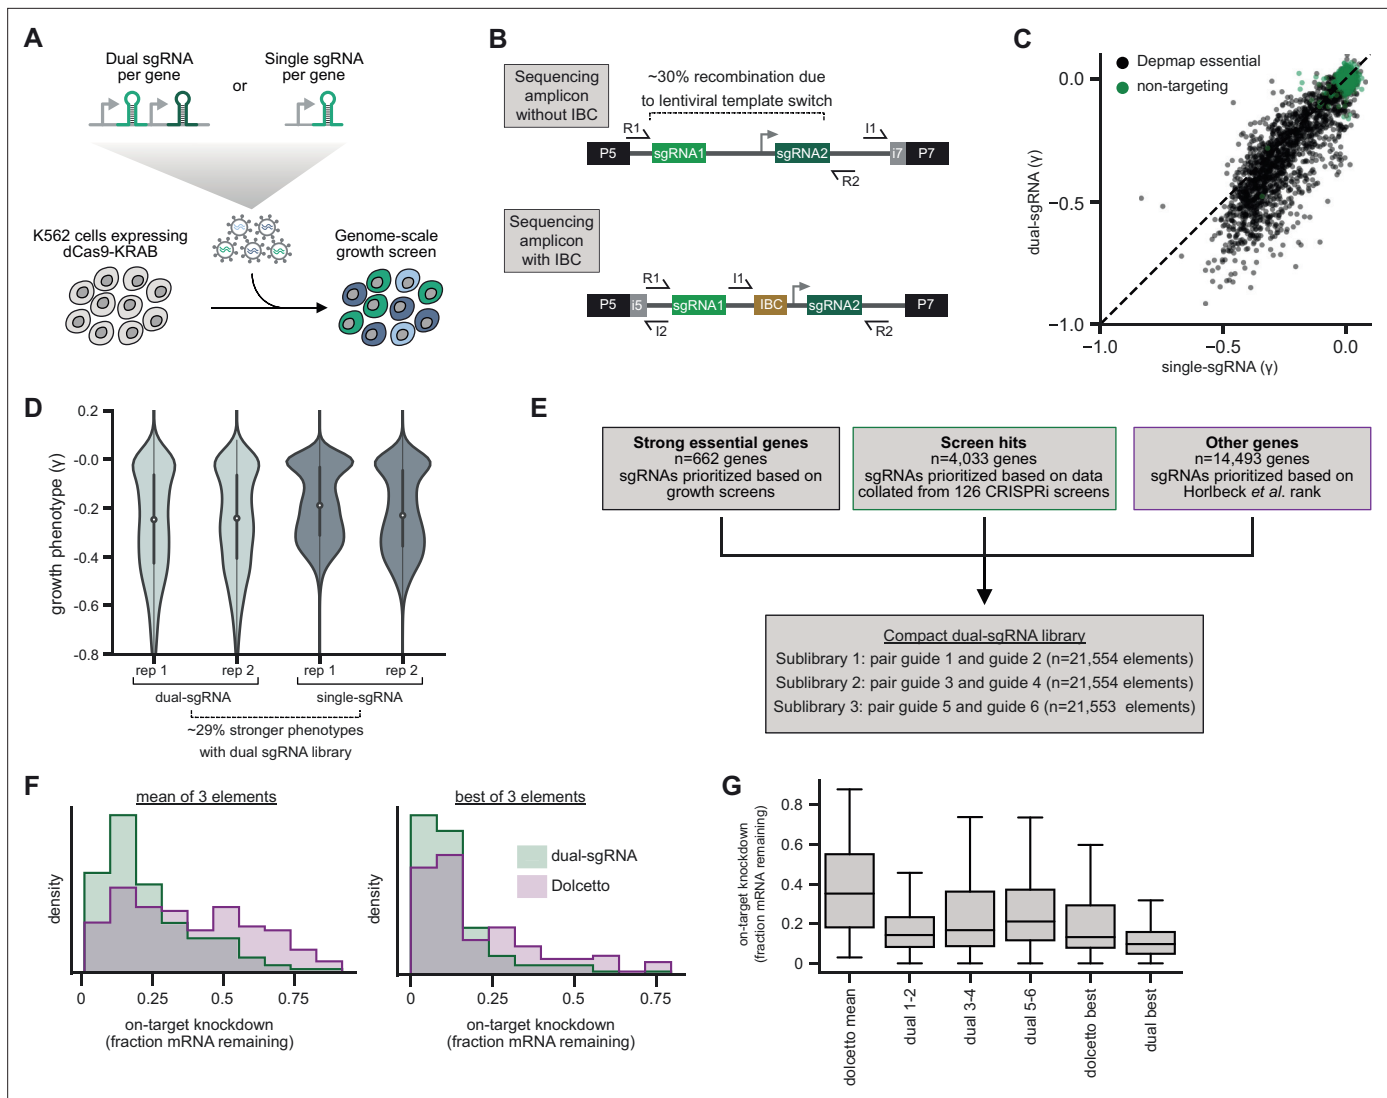 A
Dual sgRNA
per gene
or
Single sgRNA
per gene
K562 cells expressing
dCas9-KRAB
Genome-scale
growth screen
B
Sequencing
amplicon
without IBC
~30% recombination due
to lentiviral template switch
R1
I1
P5
sgRNA1
sgRNA2
i7
P7
R2
Sequencing
amplicon
with IBC
R1
I1
P5
i5
sgRNA1
IBC
sgRNA2
P7
I2
R2
C
Depmap essential
non-targeting
dual-sgRNA (γ)
0.0
−0.5
−1.0
−1.0
−0.5
0.0
single-sgRNA (γ)
D
growth phenotype (γ)
0.2
-0.0
-0.2
-0.4
-0.6
-0.8
rep 1
rep 2
rep 1
rep 2
dual-sgRNA
single-sgRNA
~29% stronger phenotypes
with dual sgRNA library
E
Strong essential genes
n=662 genes
sgRNAs prioritized based on
growth screens
Screen hits
n=4,033 genes
sgRNAs prioritized based on data
collated from 126 CRISPRi screens
Other genes
n=14,493 genes
sgRNAs prioritized based on
Horlbeck et al. rank
Compact dual-sgRNA library
Sublibrary 1: pair guide 1 and guide 2 (n=21,554 elements)
Sublibrary 2: pair guide 3 and guide 4 (n=21,554 elements)
Sublibrary 3: pair guide 5 and guide 6 (n=21,553 elements)
F
mean of 3 elements
density
0
0.25
0.5
0.75
on-target knockdown
(fraction mRNA remaining)
best of 3 elements
dual-sgRNA
Dolcetto
density
0
0.25
0.5
0.75
on-target knockdown
(fraction mRNA remaining)
G
on-target knockdown
(fraction mRNA remaining)
0.8
0.6
0.4
0.2
0
dolcetto mean
dual 1-2
dual 3-4
dual 5-6
dolcetto best
dual best